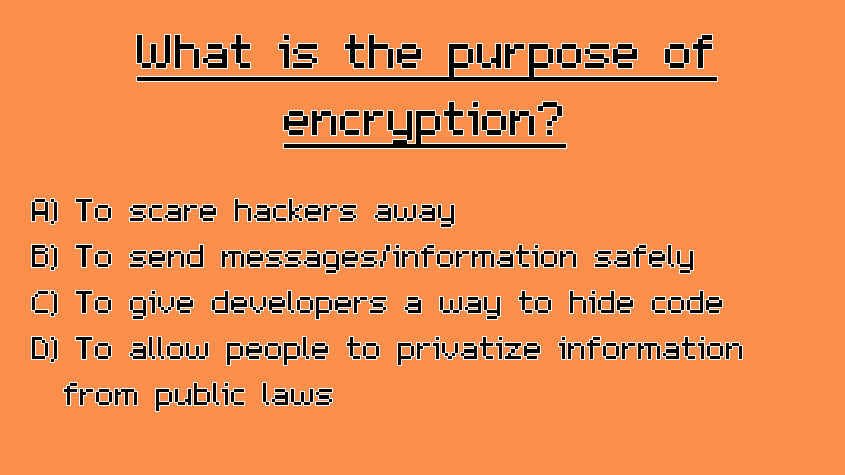 What is the purpose of
encryption?
A) To scare hackers away
B) To send messages/information safely
C) To give developers a way to hide code
D) To allow people to privatize information
from public laws